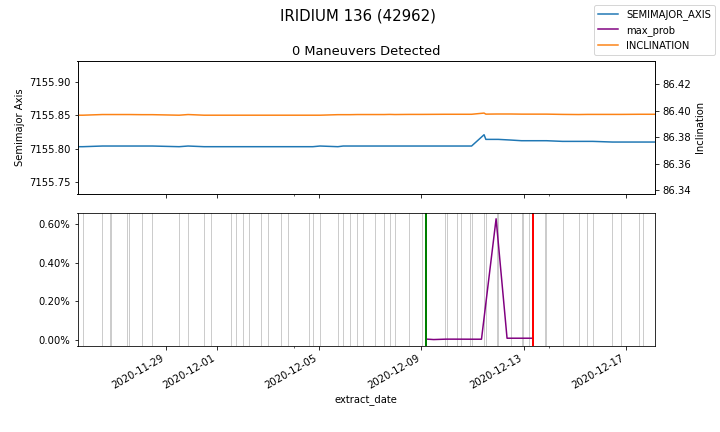 IRIDIUM 136 (42962)
SEMIMAJOR_AXIS
max_prob
INCLINATION
0 Maneuvers Detected
Semimajor Axis
7155.90
7155.85
7155.80
7155.75
86.42
86.40
86.38
86.36
86.34
Inclination
0.60%
0.40%
0.20%
0.00%
2020-11-29
2020-12-01
2020-12-05
2020-12-09
2020-12-13
2020-12-17
extract_date